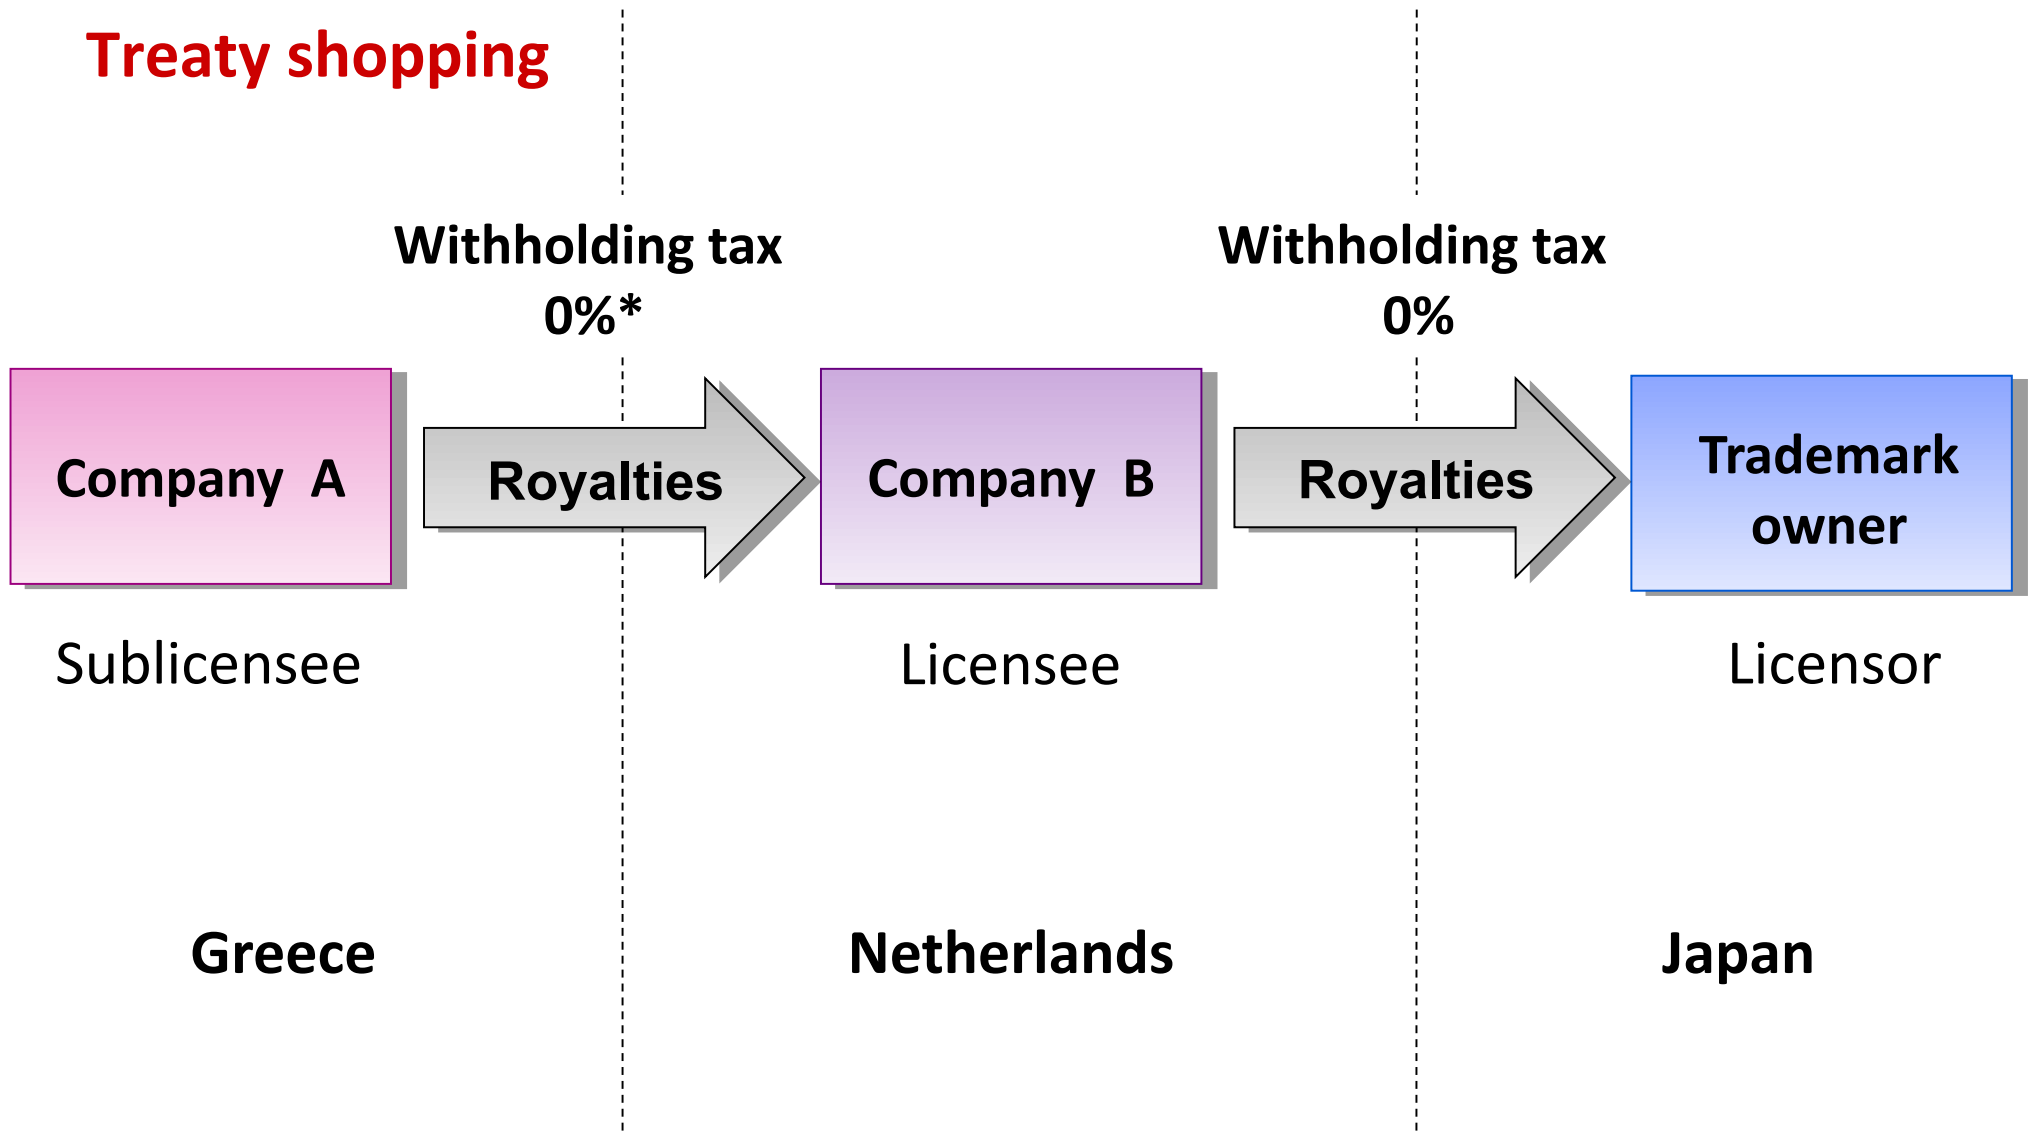 Treaty shopping
Withholding tax
0%*
Withholding tax
0%
Company A
Royalties
Company B
Royalties
Trademark
owner
Sublicensee
Licensee
Licensor
Greece
Netherlands
Japan